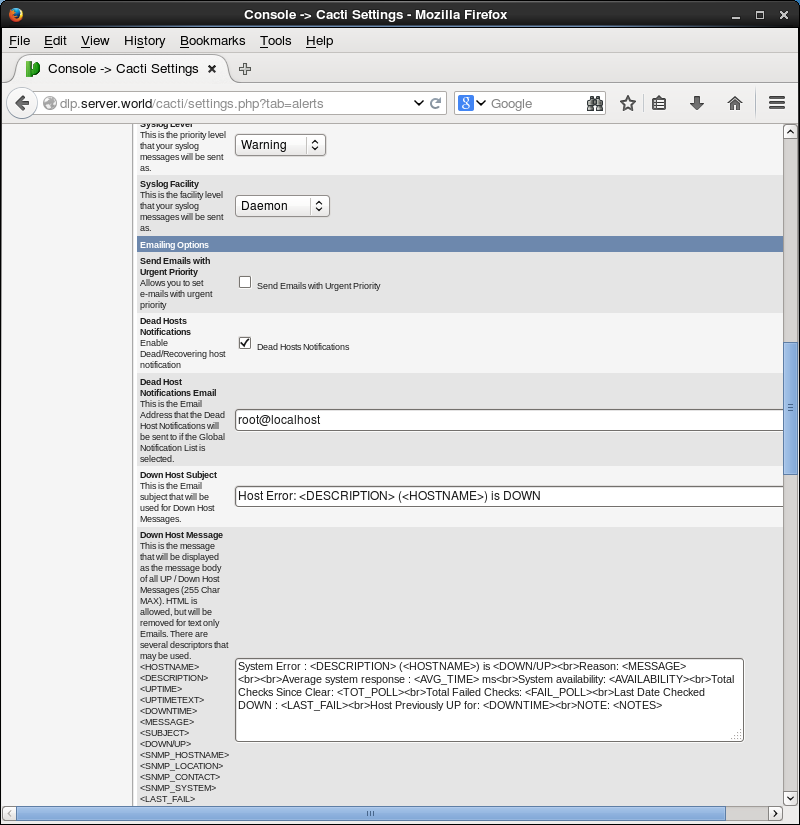 Console -> Cacti Settings - Mozilla Firefox
File Edit View History Bookmarks Tools Help
Console -> Cacti Settings
dlp.server.world/cacti/settings.php?tab=alerts
8 Google
Syslog Level
This is the priority level
that your syslog
messages will be sent
as.
Warning
Syslog Facility
This is the facility level
that your syslog
messages will be sent
as.
Daemon
Emailing Options
Send Emails with
Urgent Priority
Allows you to set
e-mails with urgent
priority
Send Emails with Urgent Priority
Dead Hosts
Notifications
Enable
Dead/Recovering host
notification
Dead Hosts Notifications
Dead Host
Notifications Email
This is the Email
Address that the Dead
Host Notifications will
be sent to if the Global
Notification List is
selected.
root@localhost
Down Host Subject
This is the Email
subject that will be
used for Down Host
Messages.
Host Error: <DESCRIPTION> (<HOSTNAME>) is DOWN
Down Host Message
This is the message
that will be displayed
as the message body
of all UP / Down Host
Messages (255 Char
MAX). HTML is
allowed, but will be
removed for text only
Emails. There are
several descriptors that
may be used.
<HOSTNAME>
<DESCRIPTION>
<UPTIME>
<UPTIMETEXT>
<DOWNTIME>
<MESSAGE>
<SUBJECT>
<DOWN/UP>
<SNMP_HOSTNAME>
<SNMP_LOCATION>
<SNMP_CONTACT>
<SNMP_SYSTEM>
<LAST_FAIL>
System Error : <DESCRIPTION> (<HOSTNAME>) is <DOWN/UP><br>Reason: <MESSAGE>
<br><br>Average system response : <AVG_TIME> ms<br>System availability: <AVAILABILITY><br>Total
Checks Since Clear: <TOT_POLL><br>Total Failed Checks: <FAIL_POLL><br>Last Date Checked
DOWN : <LAST_FAIL><br>Host Previously UP for: <DOWNTIME><br>NOTE: <NOTES>